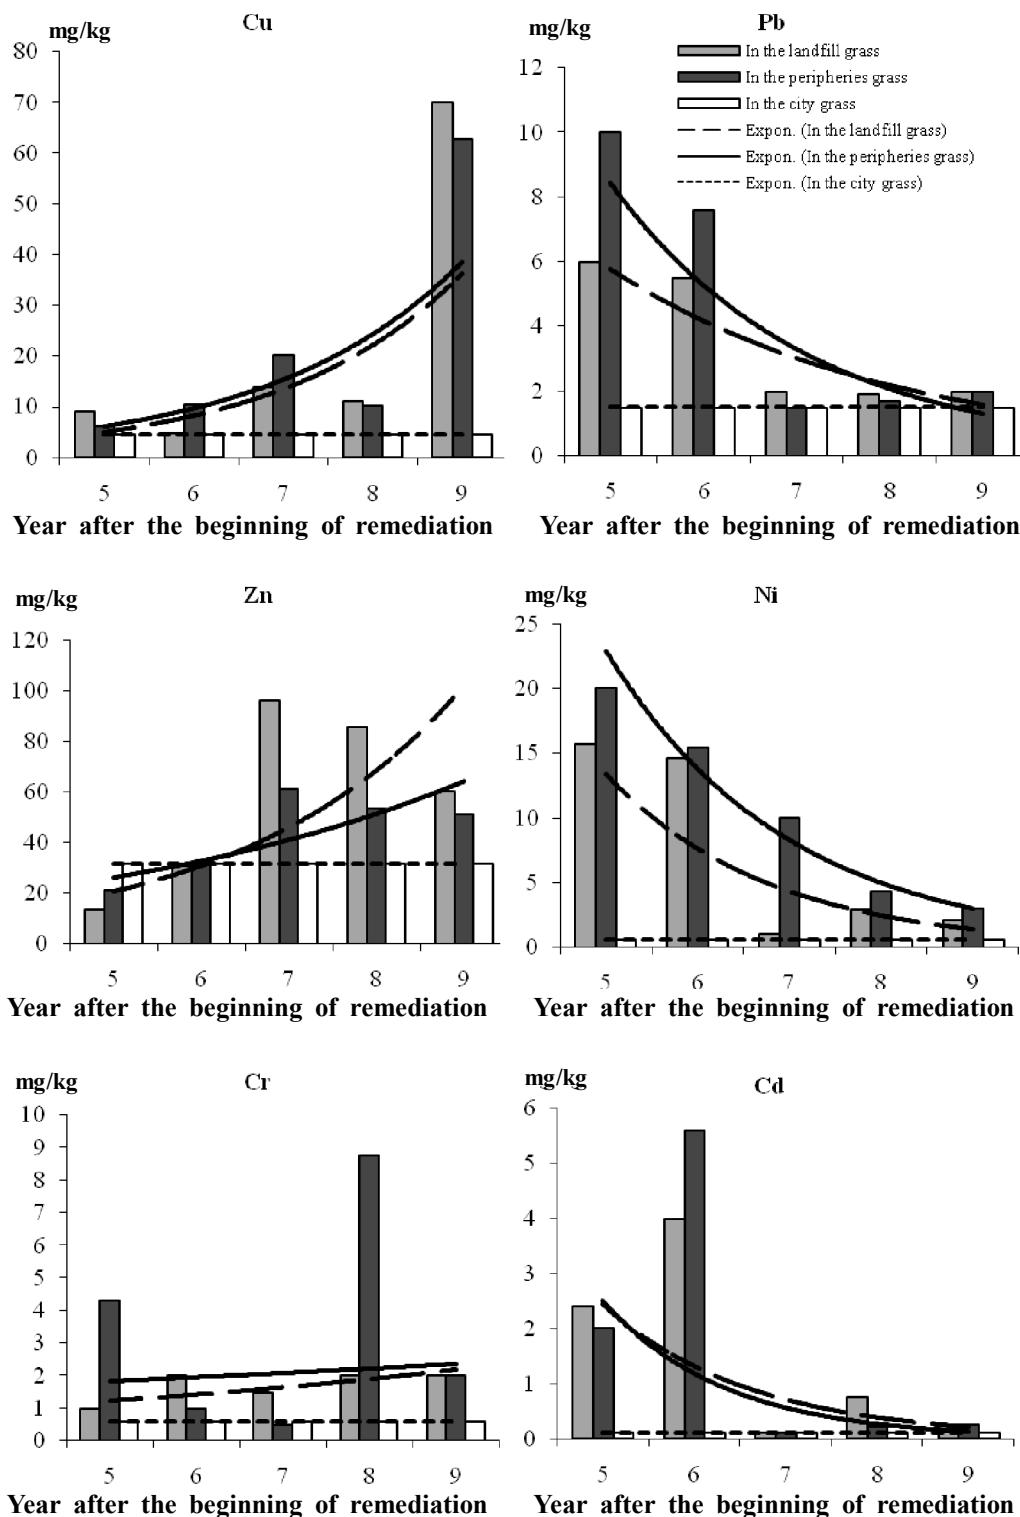 mg/kg
Cu
80
70
60
50
40
30
20
10
0
5 6 7 8 9
Year after the beginning of remediation
mg/kg
Pb
In the landfill grass
In the peripheries grass
In the city grass
Expon. (In the landfill grass)
Expon. (In the peripheries grass)
Expon. (In the city grass)
12
10
8
6
4
2
0
5 6 7 8 9
Year after the beginning of remediation
mg/kg
Zn
120
100
80
60
40
20
0
5 6 7 8 9
Year after the beginning of remediation
mg/kg
Ni
25
20
15
10
5
0
5 6 7 8 9
Year after the beginning of remediation
mg/kg
Cr
10
9
8
7
6
5
4
3
2
1
0
5 6 7 8 9
Year after the beginning of remediation
mg/kg
Cd
6
5
4
3
2
1
0
5 6 7 8 9
Year after the beginning of remediation